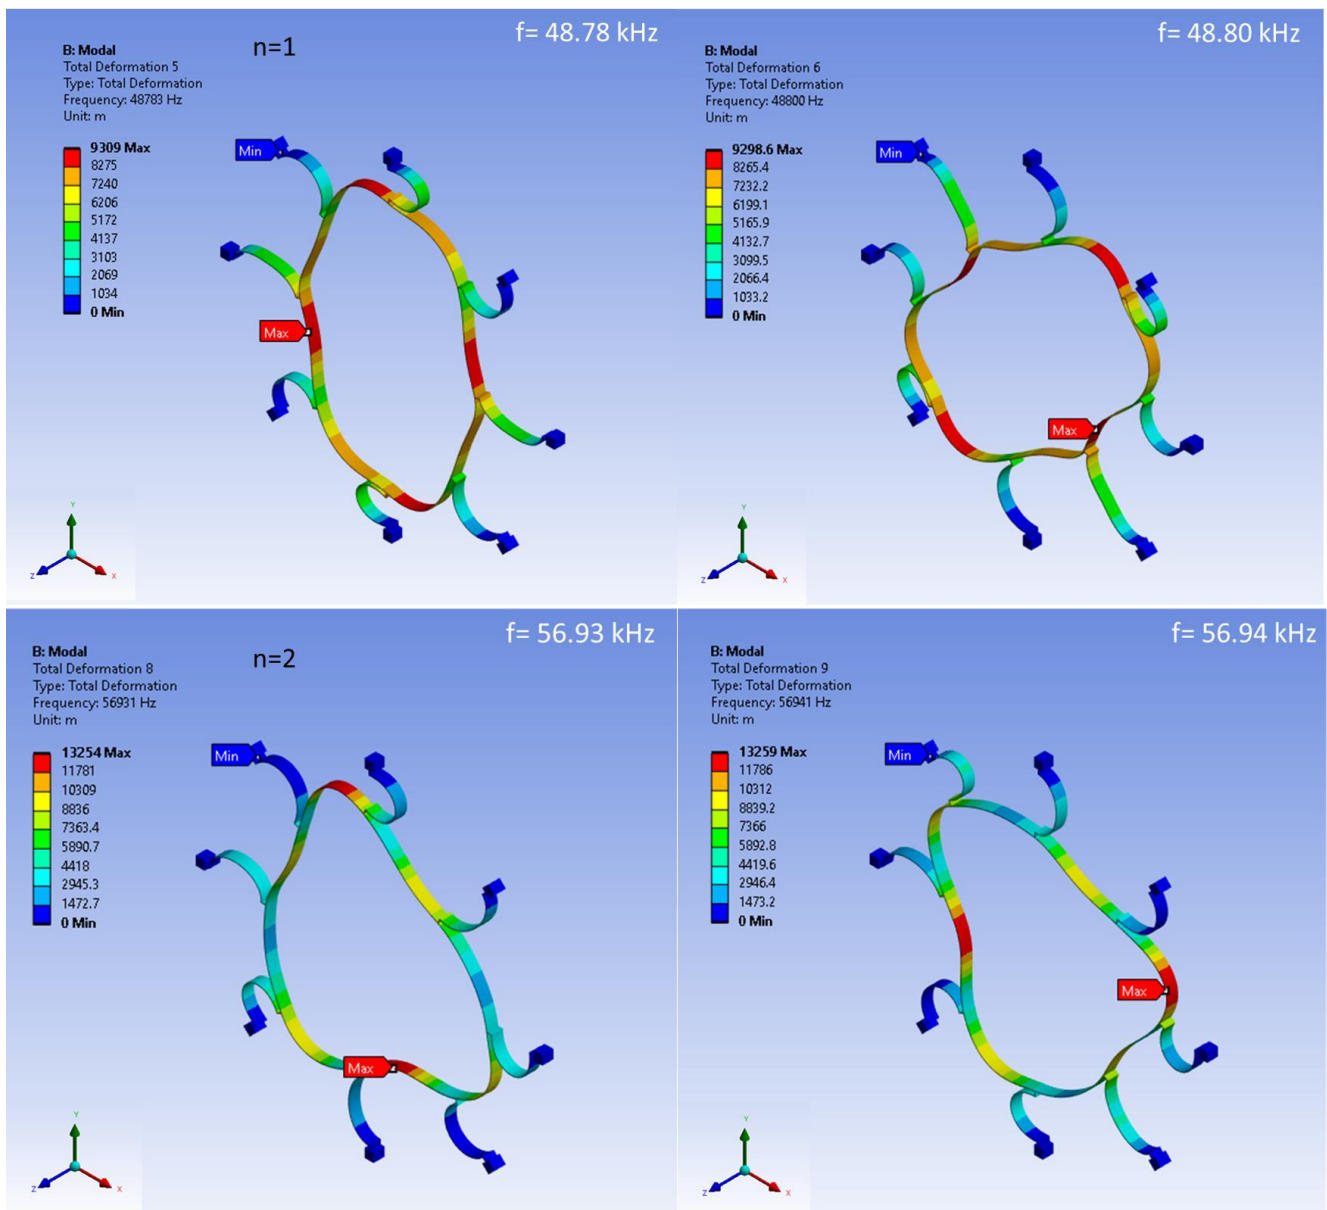 f= 48.78 kHz
n=1
B: Modal
Total Deformation 5
Type: Total Deformation
Frequency: 48783 Hz
Unit: m
9309 Max
8275
7240
6206
5172
4137
3103
2069
1034
0 Min
Min
Max
Y
Z
X
f= 48.80 kHz
B: Modal
Total Deformation 6
Type: Total Deformation
Frequency: 48800 Hz
Unit: m
9298.6 Max
8265.4
7232.2
6199.1
5165.9
4132.7
3099.5
2066.4
1033.2
0 Min
Min
Max
Y
Z
X
f= 56.93 kHz
n=2
B: Modal
Total Deformation 8
Type: Total Deformation
Frequency: 56931 Hz
Unit: m
13254 Max
11781
10309
8836
7363.4
5890.7
4418
2945.3
1472.7
0 Min
Min
Max
Y
Z
X
f= 56.94 kHz
B: Modal
Total Deformation 9
Type: Total Deformation
Frequency: 56941 Hz
Unit: m
13259 Max
11786
10312
8839.2
7366
5892.8
4419.6
2946.4
1473.2
0 Min
Min
Max
Y
Z
X